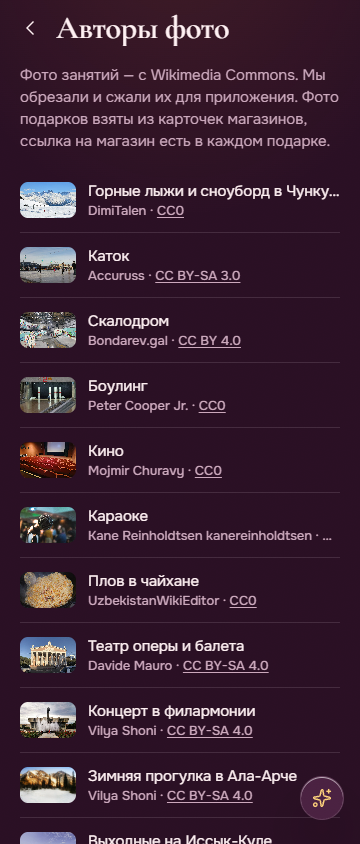 Авторы фото
Фото занятий — с Wikimedia Commons. Мы
обрезали и сжали их для приложения. Фото
подарков взяты из карточек магазинов,
ссылка на магазин есть в каждом подарке.
Горные лыжи и сноуборд в Чунку...
DimiTalen · CC0
Каток
Accuruss · CC BY-SA 3.0
Скалодром
Bondarev.gal · CC BY 4.0
Боулинг
Peter Cooper Jr. · CC0
Кино
Mojmir Churavy · CC0
Караоке
Kane Reinholdtsen kanereinholdtsen · ...
Плов в чайхане
UzbekistanWikiEditor · CC0
Театр оперы и балета
Davide Mauro · CC BY-SA 4.0
Концерт в филармонии
Vilya Shoni · CC BY-SA 4.0
Зимняя прогулка в Ала-Арче
Vilya Shoni · CC BY-SA 4.0
Выходные на Иссык-Куле